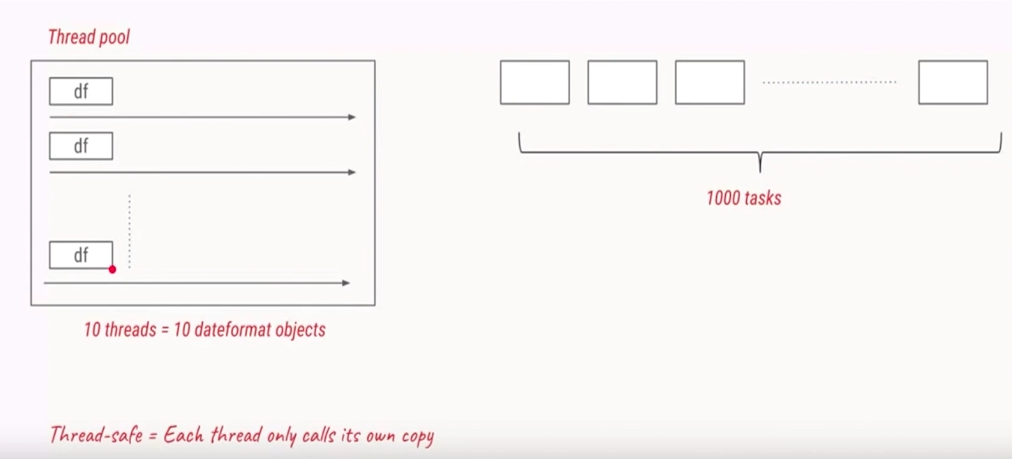 Thread pool
df
df
df
10 threads = 10 dateformat objects
1000 tasks
Thread-safe = Each thread only calls its own copy